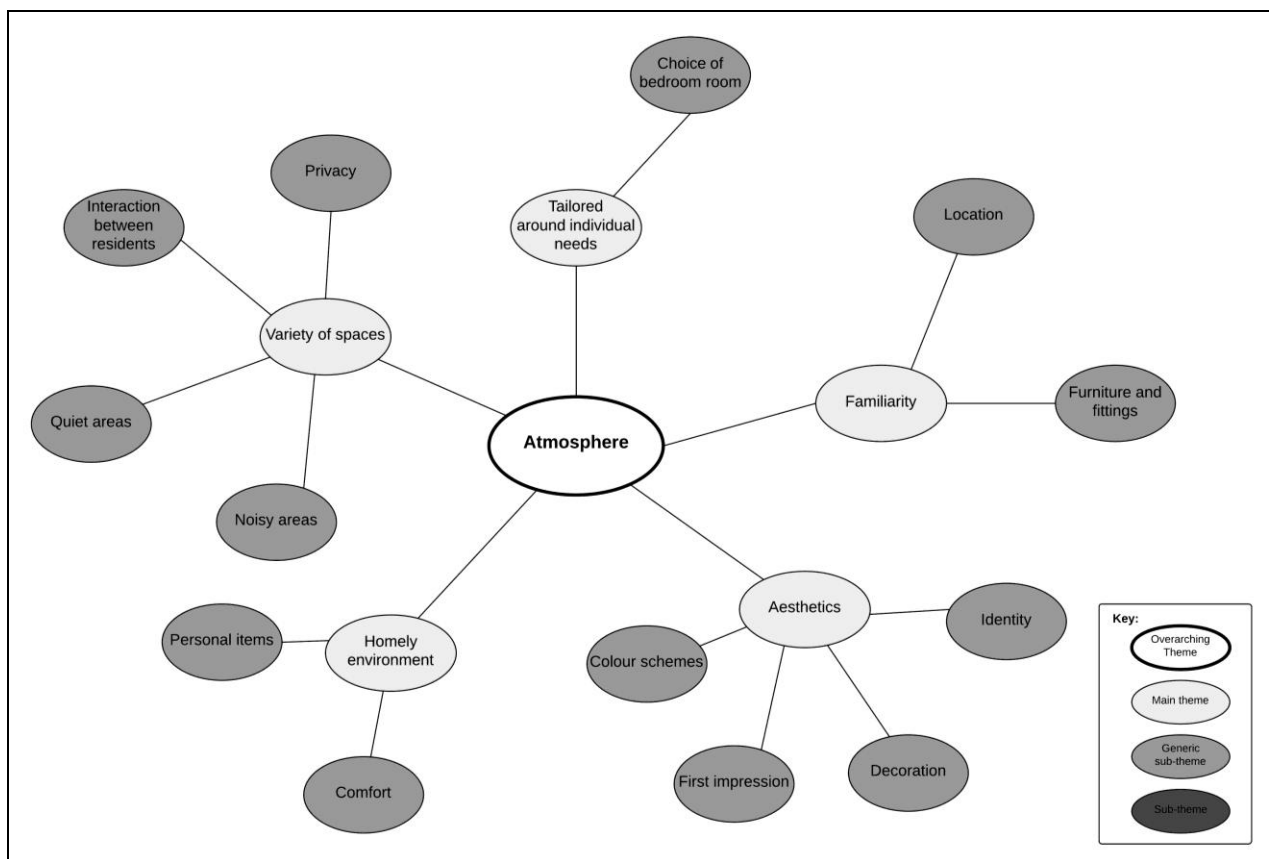 Choice of
bedroom room
Privacy
Interaction
between
residents
Tailored
around individual
needs
Location
Variety of spaces
Familiarity
Furniture and
fittings
Quiet areas
Atmosphere
Noisy areas
Aesthetics
Identity
Personal items
Homely
environment
Colour schemes
First impression
Decoration
Comfort
Key:
Overarching
Theme
Main theme
Generic
sub-theme
Sub-theme